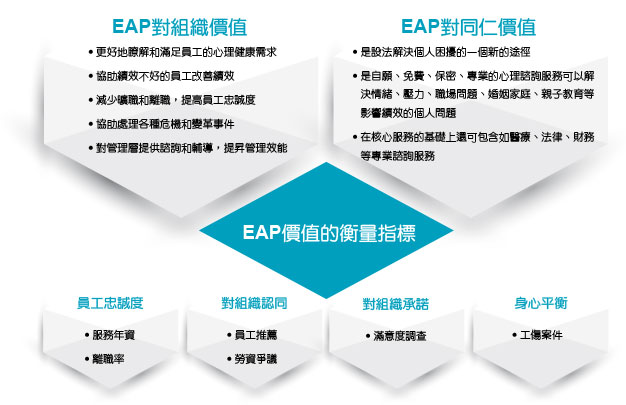 EAP對組織價值
• 更好地瞭解和滿足員工的心理健康需求
• 協助績效不好的員工改善績效
• 減少曠職和離職，提高員工忠誠度
• 協助處理各種危機和變革事件
• 對管理層提供諮詢和輔導，提昇管理效能
EAP對同仁價值
• 是設法解決個人困擾的一個新的途徑
• 是自願、免費、保密、專業的心理諮詢服務可以解
決情緒、壓力、職場問題、婚姻家庭、親子教育等
影響績效的個人問題
• 在核心服務的基礎上還可包含如醫療、法律、財務
等專業諮詢服務
EAP價值的衡量指標
員工忠誠度
• 服務年資
• 離職率
對組織認同
• 員工推薦
• 勞資爭議
對組織承諾
• 滿意度調查
身心平衡
• 工傷案件